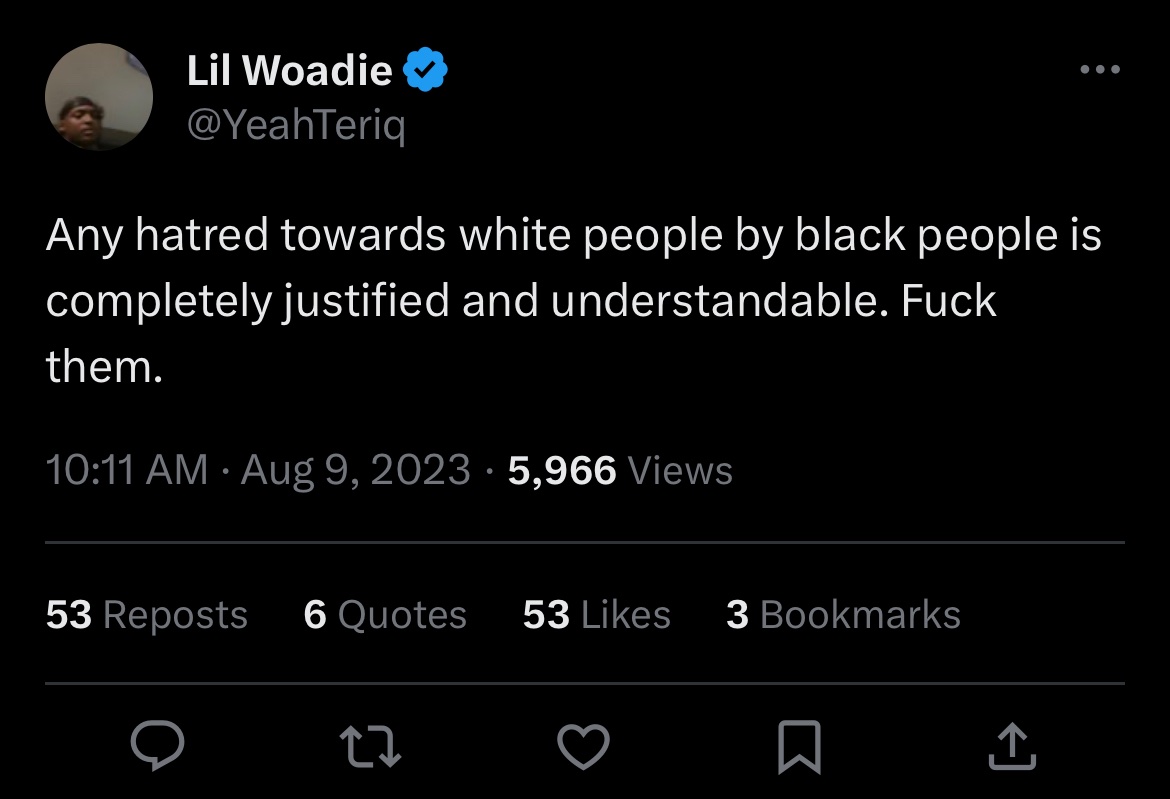 Lil Woadie
@YeahTeriq
Any hatred towards white people by black people is
completely justified and understandable. Fuck
them.
10:11 AM · Aug 9, 2023 · 5,966 Views
53 Reposts 6 Quotes 53 Likes 3 Bookmarks